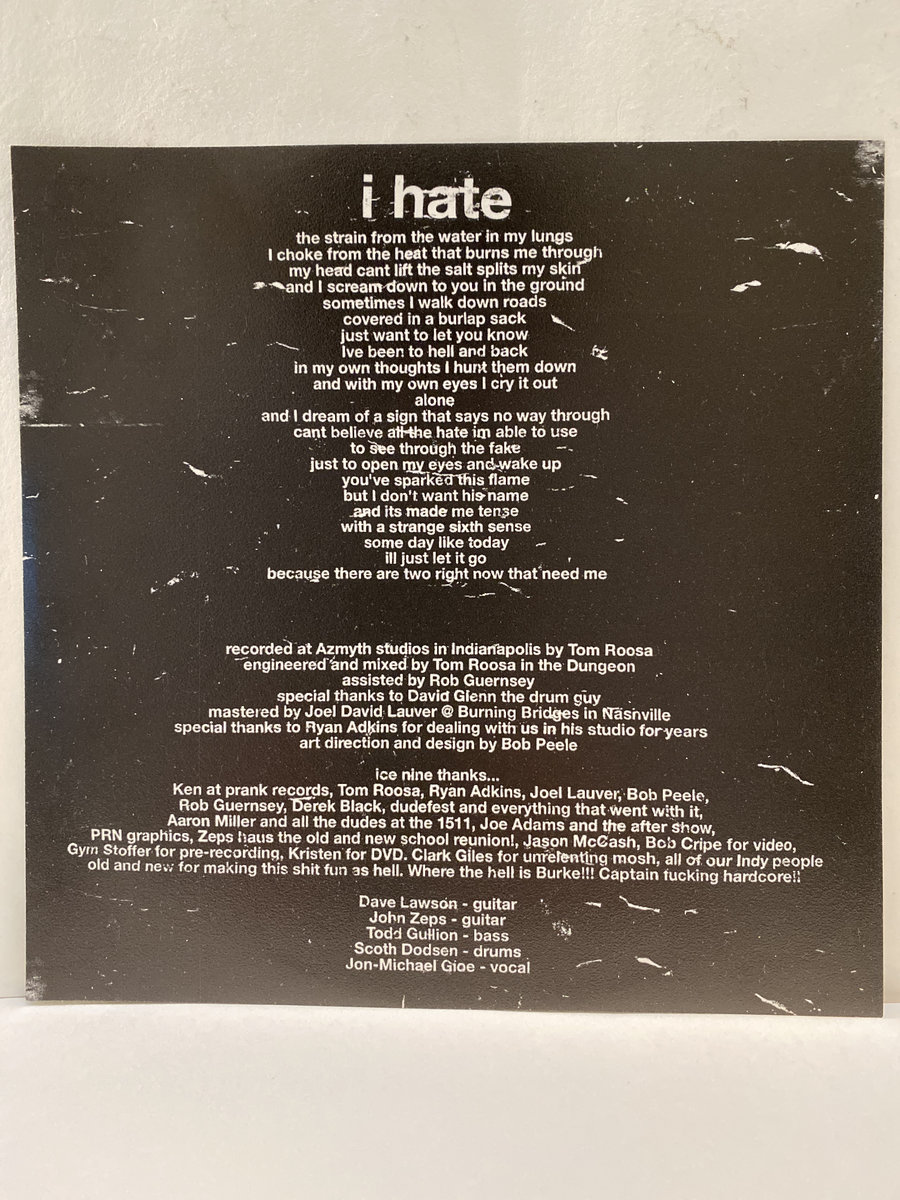 i hate
the strain from the water in my lungs
I choke from the heat that burns me through
my head cant lift the salt splits my skin
and I scream down to you in the ground
sometimes I walk down roads
covered in a burlap sack
just want to let you know
Ive been to hell and back
in my own thoughts I hunt them down
and with my own eyes I cry it out
alone
and I dream of a sign that says no way through
cant believe all the hate im able to use
to see through the fake
just to open my eyes and wake up
you've sparked this flame
but I don't want his name
and its made me tense
with a strange sixth sense
some day like today
ill just let it go
because there are two right now that need me
recorded at Azmyth studios in Indianapolis by Tom Roosa
engineered and mixed by Tom Roosa in the Dungeon
assisted by Rob Guernsey
special thanks to David Glenn the drum guy
mastered by Joel David Lauver @ Burning Bridges in Nashville
special thanks to Ryan Adkins for dealing with us in his studio for years
art direction and design by Bob Peele
ice nine thanks...
Ken at prank records, Tom Roosa, Ryan Adkins, Joel Lauver, Bob Peele,
Rob Guernsey, Derek Black, dudefest and everything that went with it,
Aaron Miller and all the dudes at the 1511, Joe Adams and the after show,
PRN graphics, Zeps haus the old and new school reunion!, Jason McCash, Bob Cripe for video,
Gym Stoffer for pre-recording, Kristen for DVD. Clark Giles for unrelenting mosh, all of our Indy people
old and new for making this shit fun as hell. Where the hell is Burke!!! Captain fucking hardcore!!
Dave Lawson - guitar
John Zeps - guitar
Todd Gullion - bass
Scoth Dodsen - drums
Jon-Michael Gioe - vocal